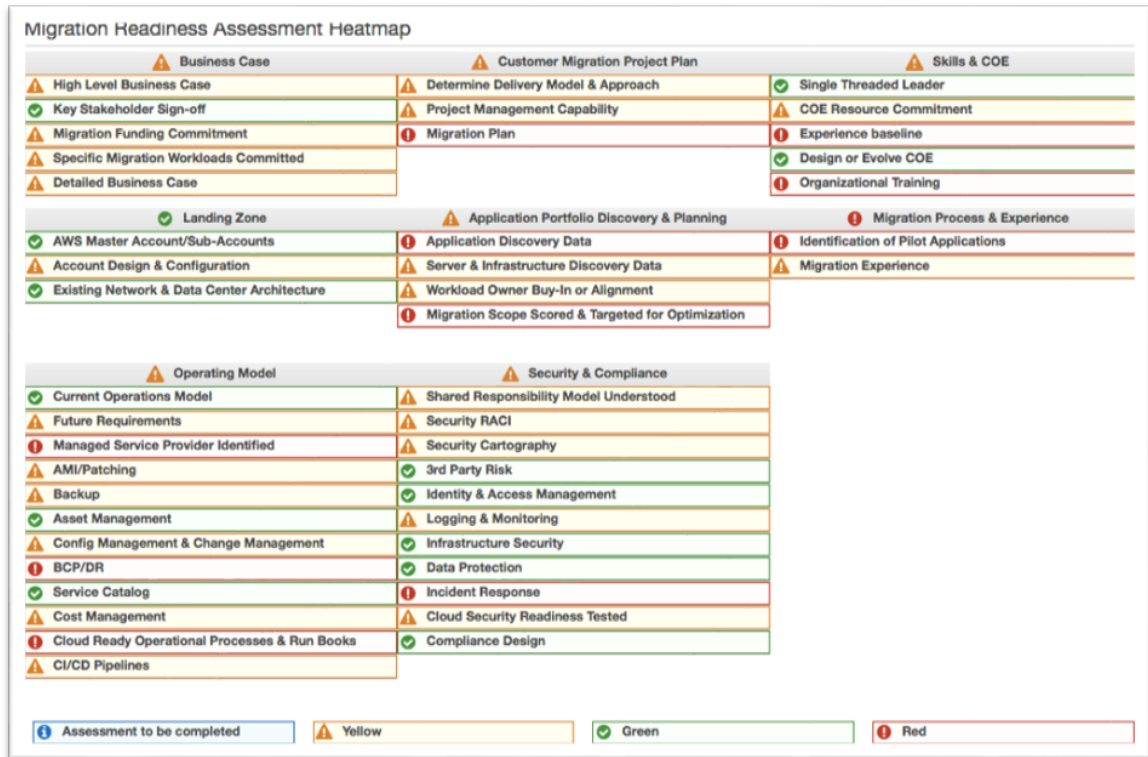 Migration Readiness Assessment Heatmap
Business Case
High Level Business Case
Key Stakeholder Sign-off
Migration Funding Commitment
Specific Migration Workloads Committed
Detailed Business Case
Customer Migration Project Plan
Determine Delivery Model & Approach
Project Management Capability
Migration Plan
Skills & COE
Single Threaded Leader
COE Resource Commitment
Experience baseline
Design or Evolve COE
Organizational Training
Landing Zone
AWS Master Account/Sub-Accounts
Account Design & Configuration
Existing Network & Data Center Architecture
Application Portfolio Discovery & Planning
Application Discovery Data
Server & Infrastructure Discovery Data
Workload Owner Buy-In or Alignment
Migration Scope Scored & Targeted for Optimization
Migration Process & Experience
Identification of Pilot Applications
Migration Experience
Operating Model
Current Operations Model
Future Requirements
Managed Service Provider Identified
AMI/Patching
Backup
Asset Management
Config Management & Change Management
BCP/DR
Service Catalog
Cost Management
Cloud Ready Operational Processes & Run Books
CI/CD Pipelines
Security & Compliance
Shared Responsibility Model Understood
Security RACI
Security Cartography
3rd Party Risk
Identity & Access Management
Logging & Monitoring
Infrastructure Security
Data Protection
Incident Response
Cloud Security Readiness Tested
Compliance Design
Assessment to be completed
Yellow
Green
Red